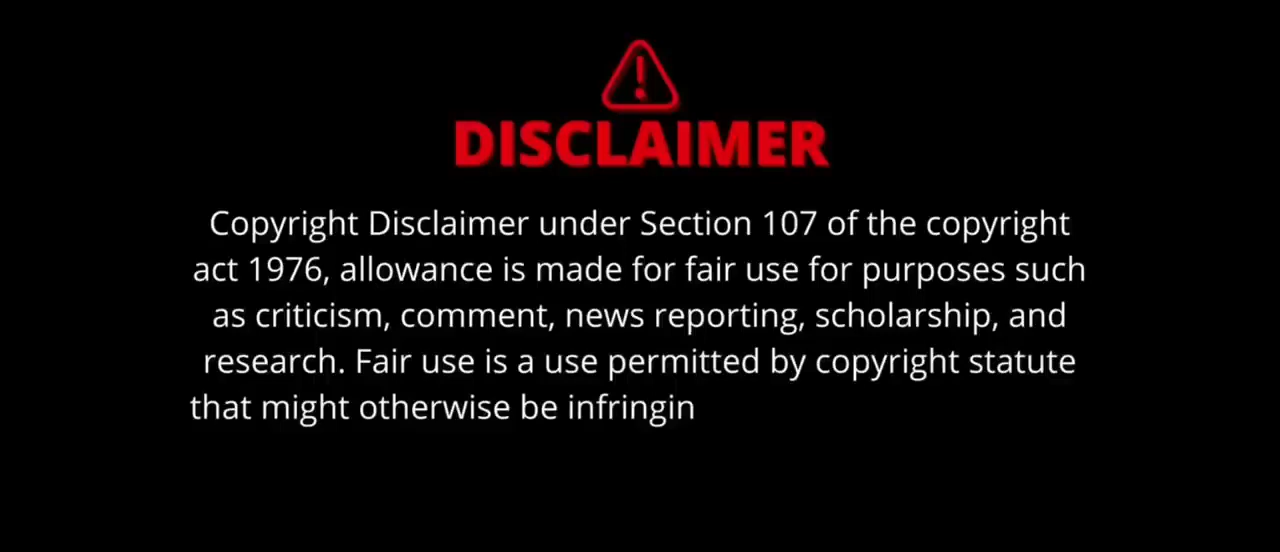 DISCLAIMER
Copyright Disclaimer under Section 107 of the copyright
act 1976, allowance is made for fair use for purposes such
as criticism, comment, news reporting, scholarship, and
research. Fair use is a use permitted by copyright statute
that might otherwise be infringin